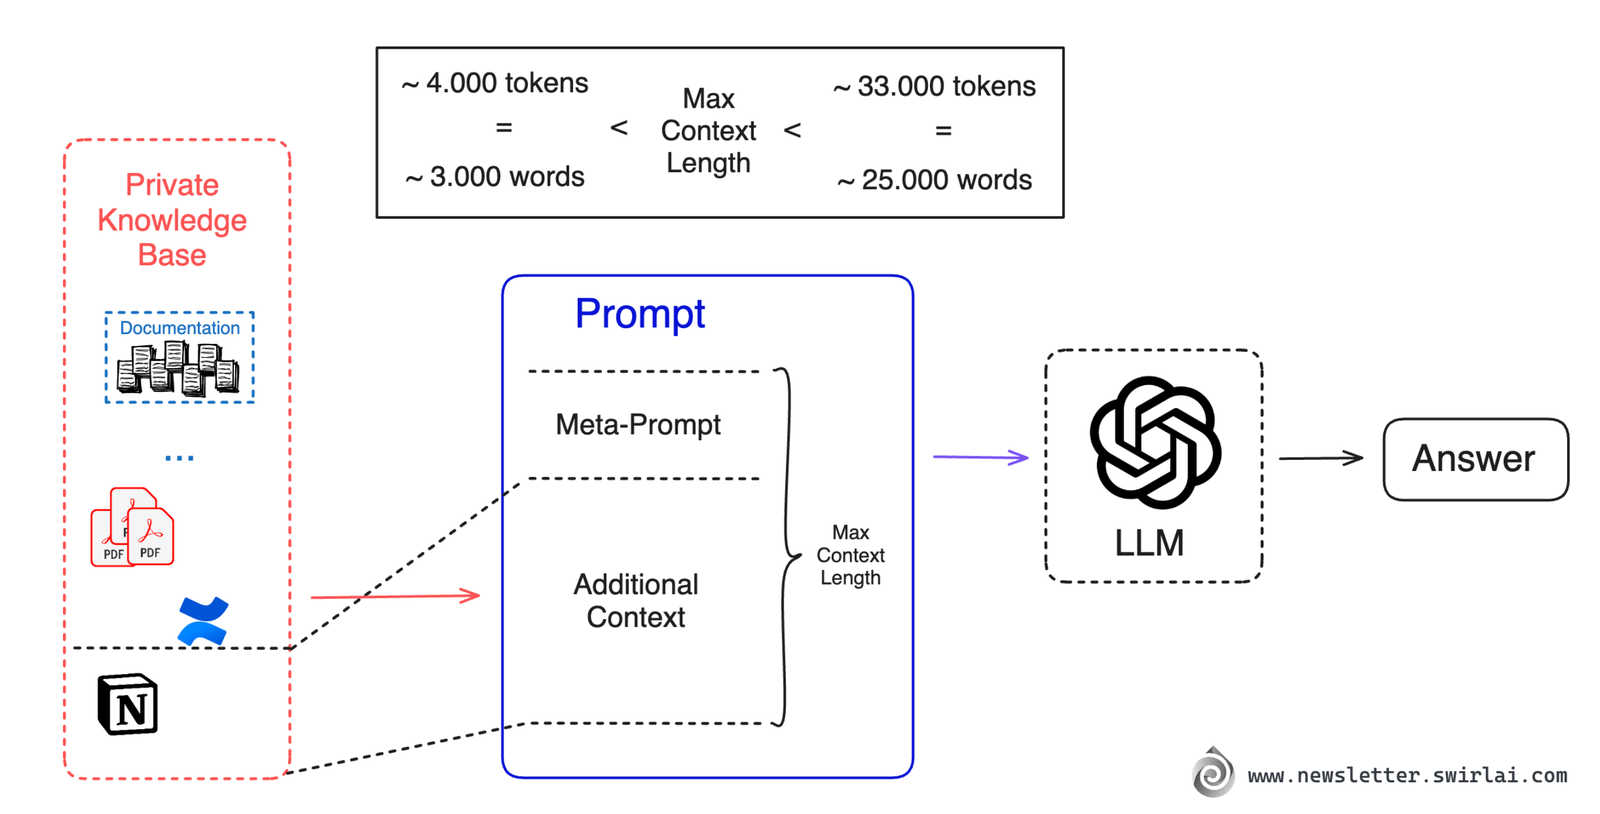 ~ 4.000 tokens
=
~ 3.000 words
<
Max
Context
Length
<
~ 33.000 tokens
=
~ 25.000 words
Private
Knowledge
Base
Documentation
...
PDF
PDF
N
Prompt
Meta-Prompt
Additional
Context
Max
Context
Length
LLM
Answer
www.newsletter.swirlai.com